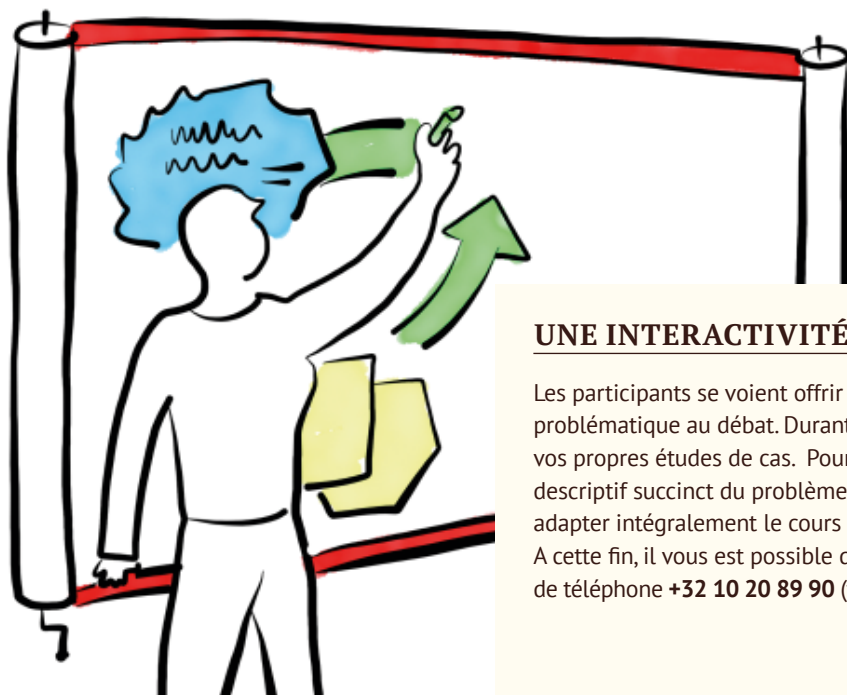 UNE INTERACTIVITÉ
Les participants se voient offrir
problématique au débat. Durant
vos propres études de cas. Pour
descriptif succinct du problème
adapter intégralement le cours
A cette fin, il vous est possible
de téléphone +32 10 20 89 90 (